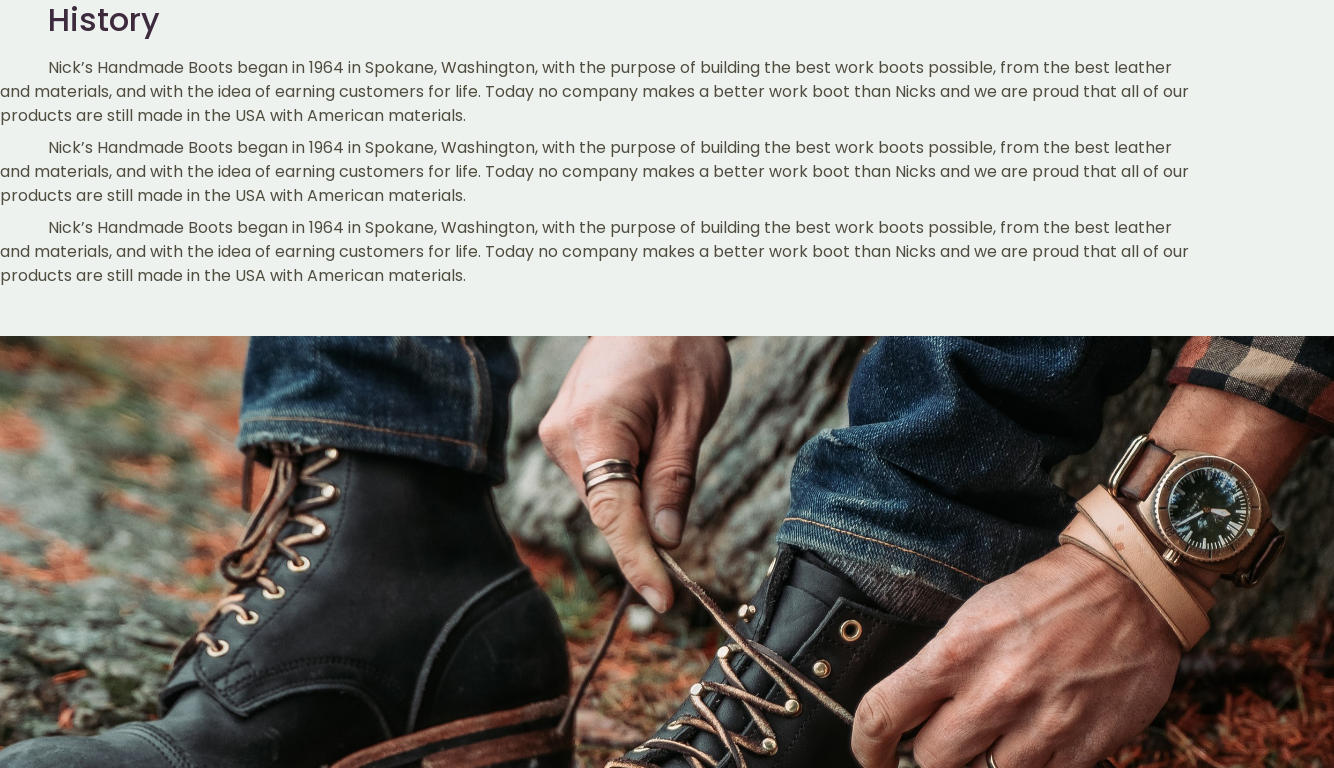 History
Nick’s Handmade Boots began in 1964 in Spokane, Washington, with the purpose of building the best work boots possible, from the best leather
and materials, and with the idea of earning customers for life. Today no company makes a better work boot than Nicks and we are proud that all of our
products are still made in the USA with American materials.
Nick’s Handmade Boots began in 1964 in Spokane, Washington, with the purpose of building the best work boots possible, from the best leather
and materials, and with the idea of earning customers for life. Today no company makes a better work boot than Nicks and we are proud that all of our
products are still made in the USA with American materials.
Nick’s Handmade Boots began in 1964 in Spokane, Washington, with the purpose of building the best work boots possible, from the best leather
and materials, and with the idea of earning customers for life. Today no company makes a better work boot than Nicks and we are proud that all of our
products are still made in the USA with American materials.